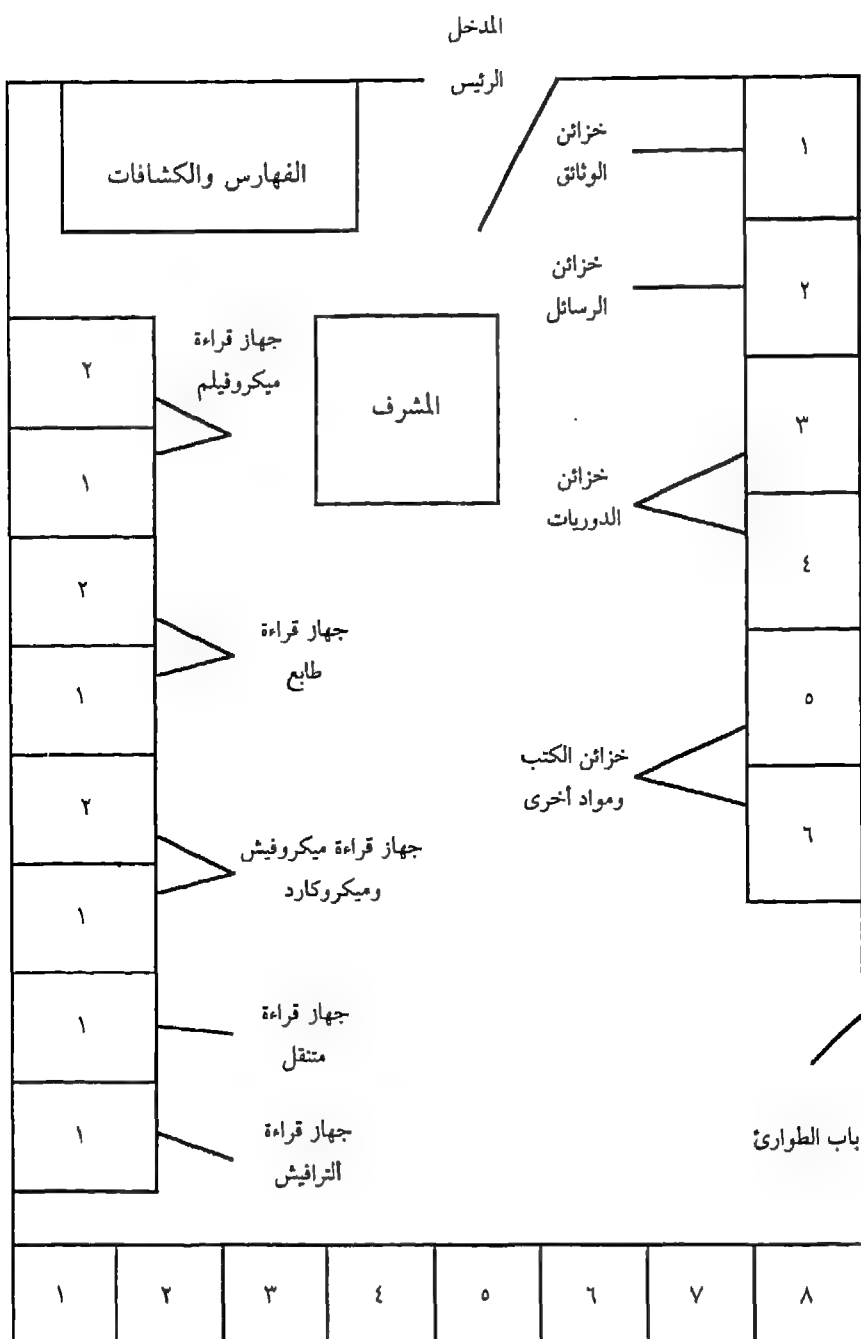 المدخل
الرئيس
خزائن
الوثائق
١
الفهارس والكشافات
خزائن
الرسائل
٢
جهاز قراءة
ميكروفيلم
٢
١
المشرف
٣
خزائن
الدوريات
٤
جهاز قراءة
طابع
٢
١
٥
خزائن الكتب
ومواد أخرى
٦
جهاز قراءة ميكروفيش
وميكروكارد
٢
١
جهاز قراءة
متنقل
١
باب الطوارئ
جهاز قراءة
ألترافيش
١
١ ٢ ٣ ٤ ٥ ٦ ٧ ٨